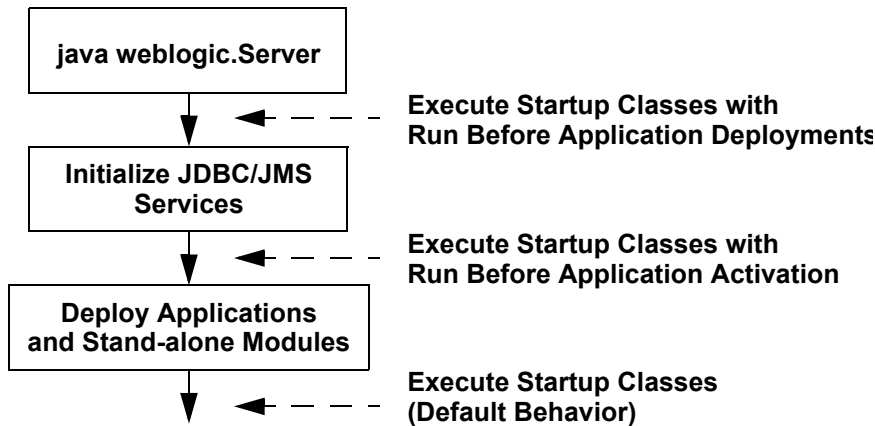 java weblogic.Server
Execute Startup Classes with
Run Before Application Deployments
Initialize JDBC/JMS
Services
Execute Startup Classes with
Run Before Application Activation
Deploy Applications
and Stand-alone Modules
Execute Startup Classes
(Default Behavior)